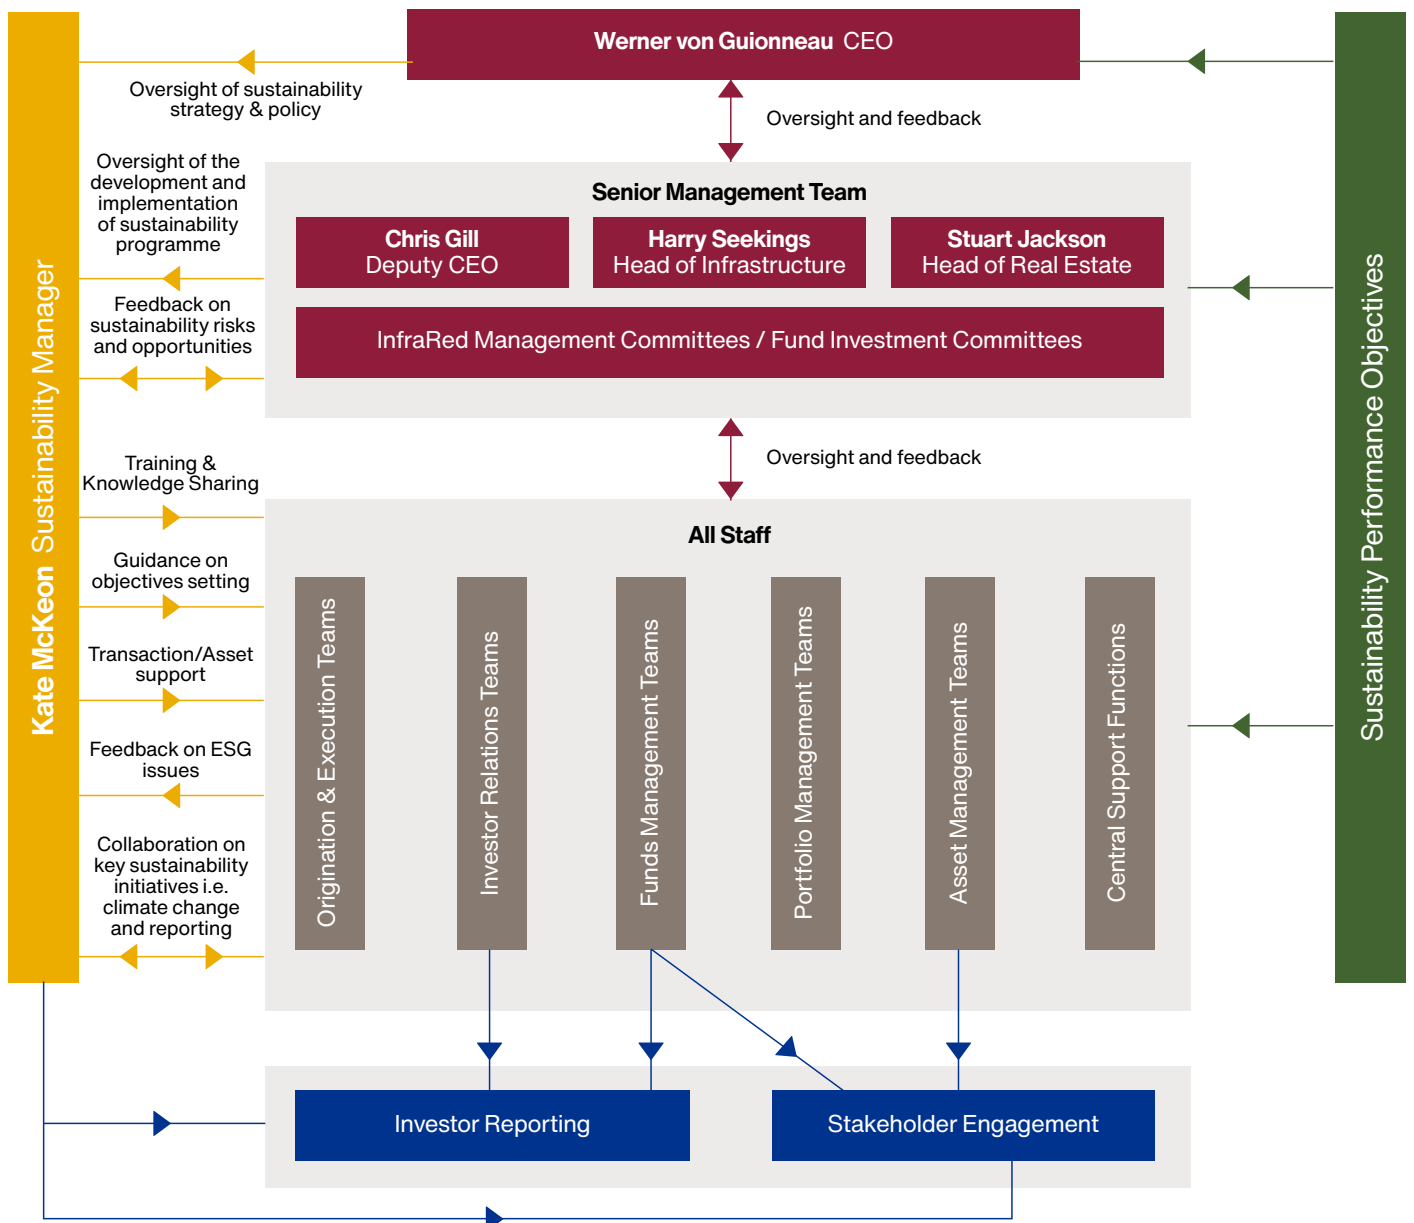 Werner von Guionneau CEO
Oversight of sustainability
strategy & policy
Oversight and feedback
Oversight of the
development and
implementation
of sustainability
programme
Senior Management Team
Chris Gill
Deputy CEO
Harry Seekings
Head of Infrastructure
Stuart Jackson
Head of Real Estate
Feedback on
sustainability risks
and opportunities
InfraRed Management Committees / Fund Investment Committees
Kate McKeon Sustainability Manager
Sustainability Performance Objectives
Oversight and feedback
Training &
Knowledge Sharing
All Staff
Guidance on
objectives setting
Transaction/Asset
support
Feedback on ESG
issues
Collaboration on
key sustainability
initiatives i.e.
climate change
and reporting
Origination & Execution Teams
Investor Relations Teams
Funds Management Teams
Portfolio Management Teams
Asset Management Teams
Central Support Functions
Investor Reporting
Stakeholder Engagement